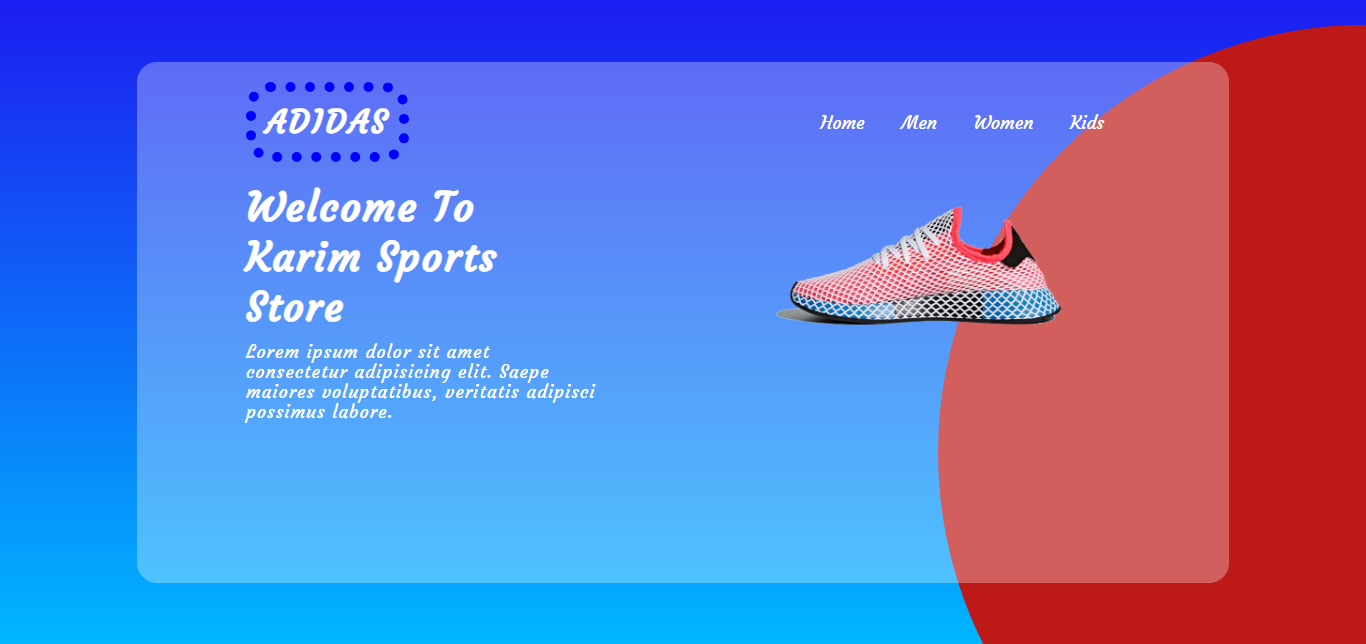 ADIDAS
Home Men Women Kids
Welcome To
Karim Sports
Store
Lorem ipsum dolor sit amet
consectetur adipisicing elit. Saepe
maiores voluptatibus, veritatis adipisci
possimus labore.